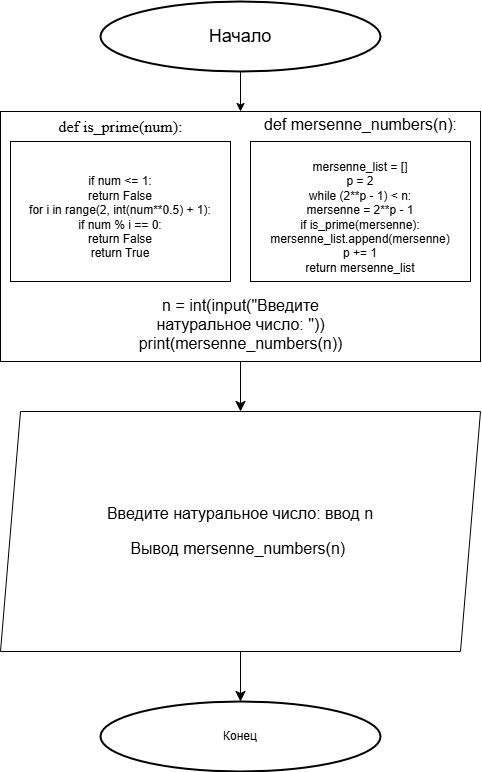 Начало
def is_prime(num):
if num <= 1:
return False
for i in range(2, int(num**0.5) + 1):
if num % i == 0:
return False
return True
def mersenne_numbers(n):
mersenne_list = []
p = 2
while (2**p - 1) < n:
mersenne = 2**p - 1
if is_prime(mersenne):
mersenne_list.append(mersenne)
p += 1
return mersenne_list
n = int(input("Введите
натуральное число: "))
print(mersenne_numbers(n))
Введите натуральное число: ввод n
Вывод mersenne_numbers(n)
Конец